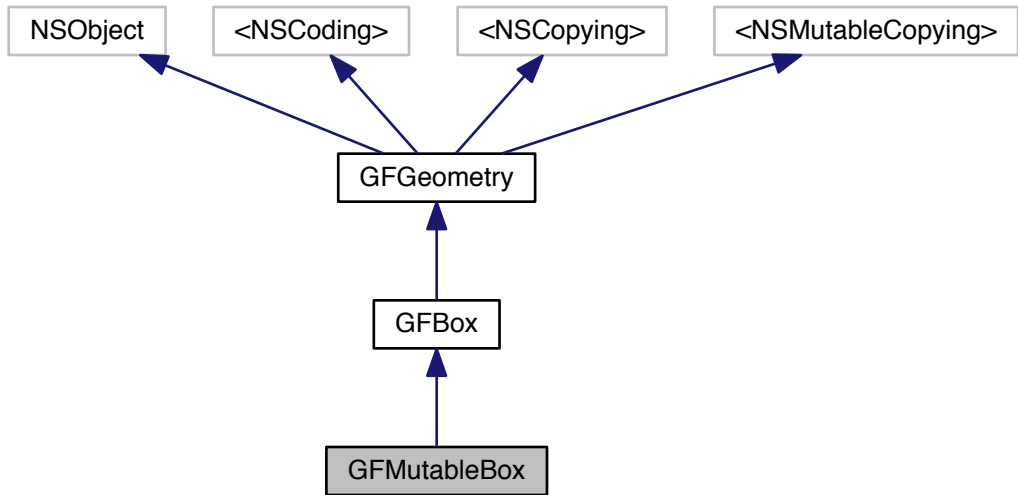 NSObject
<NSCoding>
<NSCopying>
<NSMutableCopying>
GFGeometry
GFBox
GFMutableBox